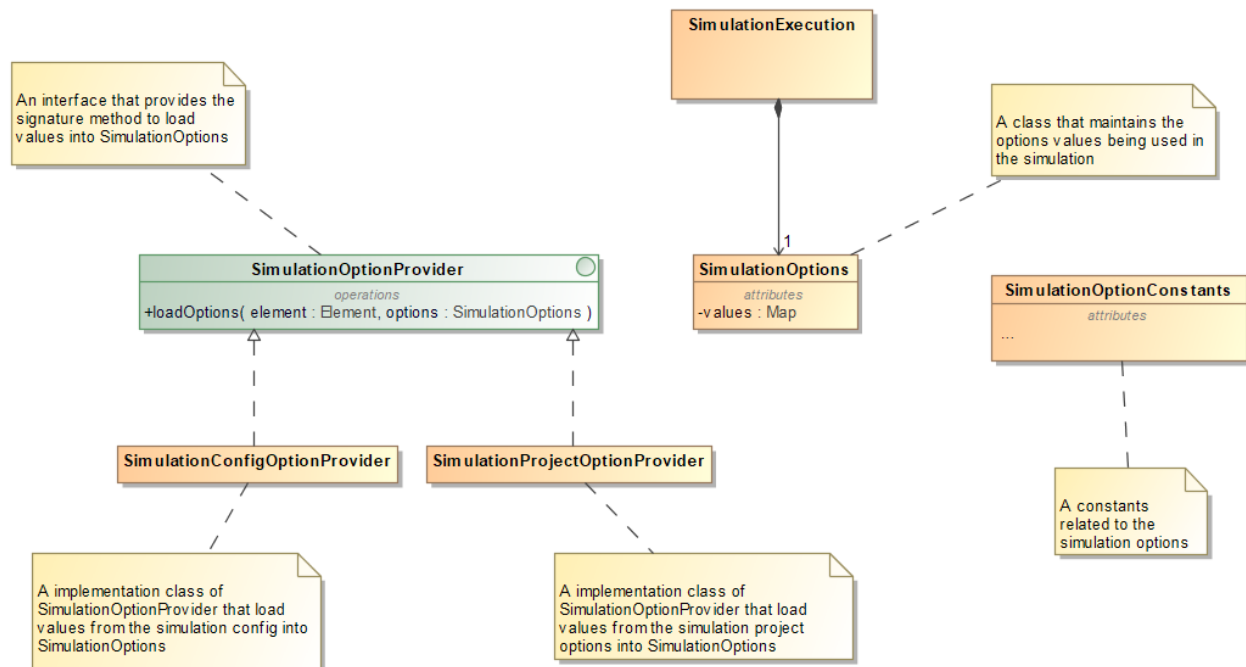 SimulationExecution
An interface that provides the
signature method to load
values into SimulationOptions
A class that maintains the
options values being used in
the simulation
1
SimulationOptionProvider
operations
+loadOptions( element : Element, options : SimulationOptions )
SimulationOptions
attributes
-values : Map
SimulationOptionConstants
attributes
...
SimulationConfigOptionProvider
SimulationProjectOptionProvider
A constants
related to the
simulation options
A implementation class of
SimulationOptionProvider that load
values from the simulation config into
SimulationOptions
A implementation class of
SimulationOptionProvider that load
values from the simulation project
options into SimulationOptions